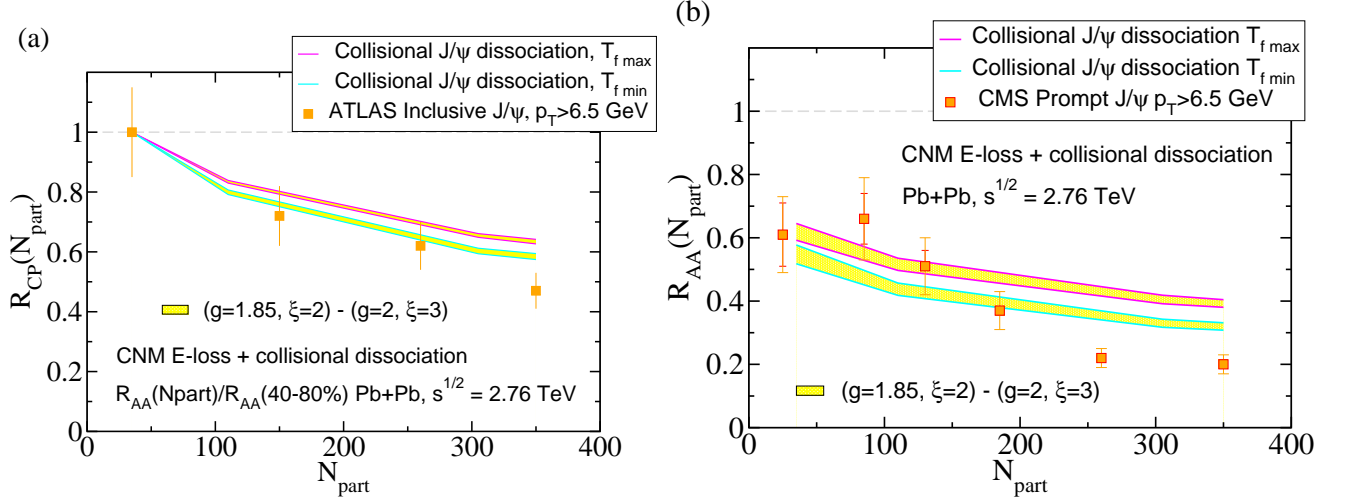 (a)
Collisional J/ψ dissociation, T_f max
Collisional J/ψ dissociation, T_f min
ATLAS Inclusive J/ψ, p_T>6.5 GeV
1
0.8
0.6
0.4
0.2
0
R_CP(N_part)
(g=1.85, ξ=2) - (g=2, ξ=3)
CNM E-loss + collisional dissociation
R_AA(Npart)/R_AA(40-80%) Pb+Pb, s^1/2 = 2.76 TeV
0 100 200 300 400
N_part
(b)
Collisional J/ψ dissociation T_f max
Collisional J/ψ dissociation T_f min
CMS Prompt J/ψ p_T>6.5 GeV
1
0.8
0.6
0.4
0.2
0
R_AA(N_part)
CNM E-loss + collisional dissociation
Pb+Pb, s^1/2 = 2.76 TeV
(g=1.85, ξ=2) - (g=2, ξ=3)
0 100 200 300 400
N_part